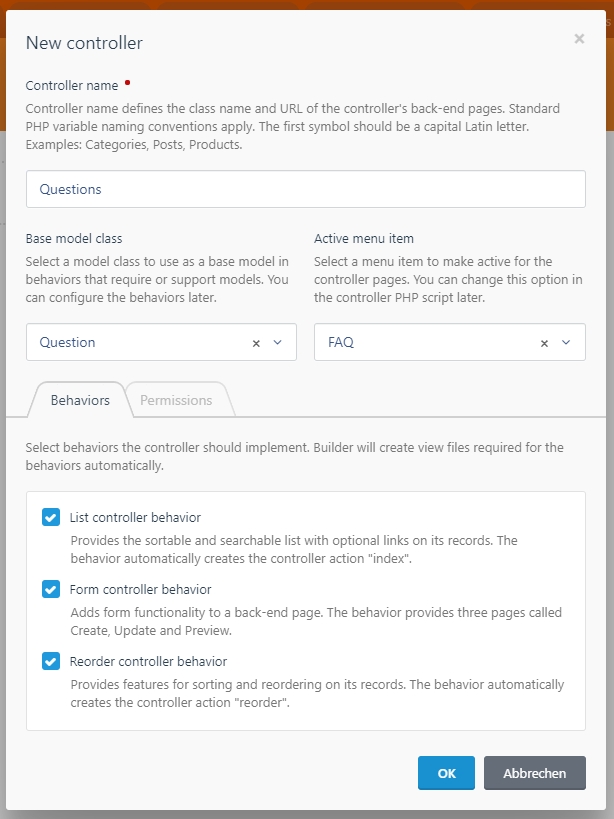 New controller
×
Controller name
Controller name defines the class name and URL of the controller's back-end pages. Standard
PHP variable naming conventions apply. The first symbol should be a capital Latin letter.
Examples: Categories, Posts, Products.
Questions
Base model class
Select a model class to use as a base model in
behaviors that require or support models. You
can configure the behaviors later.
Question ×
Active menu item
Select a menu item to make active for the
controller pages. You can change this option in
the controller PHP script later.
FAQ ×
Behaviors
Permissions
Select behaviors the controller should implement. Builder will create view files required for the
behaviors automatically.
List controller behavior
Provides the sortable and searchable list with optional links on its records. The
behavior automatically creates the controller action "index".
Form controller behavior
Adds form functionality to a back-end page. The behavior provides three pages called
Create, Update and Preview.
Reorder controller behavior
Provides features for sorting and reordering on its records. The behavior automatically
creates the controller action "reorder".
OK
Abbrechen